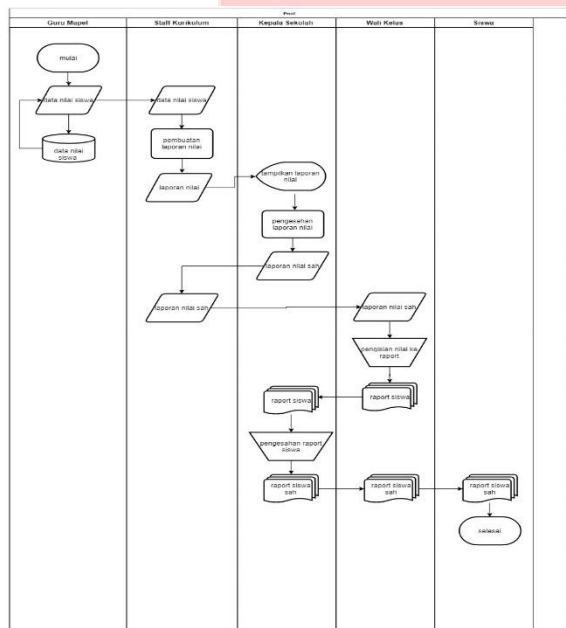 Guru Mapel
Staff Kurikulum
Kepala Sekolah
Wali Kelas
Siswa
mulai
data nilai siswa
data nilai siswa
data nilai
siswa
pembuatan
laporan nilai
laporan nilai
tampilkan laporan
nilai
pengesahan
laporan nilai
laporan nilai sah
laporan nilai sah
laporan nilai sah
pengisian nilai ke
raport
raport siswa
raport siswa
pengesahan raport
siswa
raport siswa
sah
raport siswa
sah
raport siswa
sah
selesai